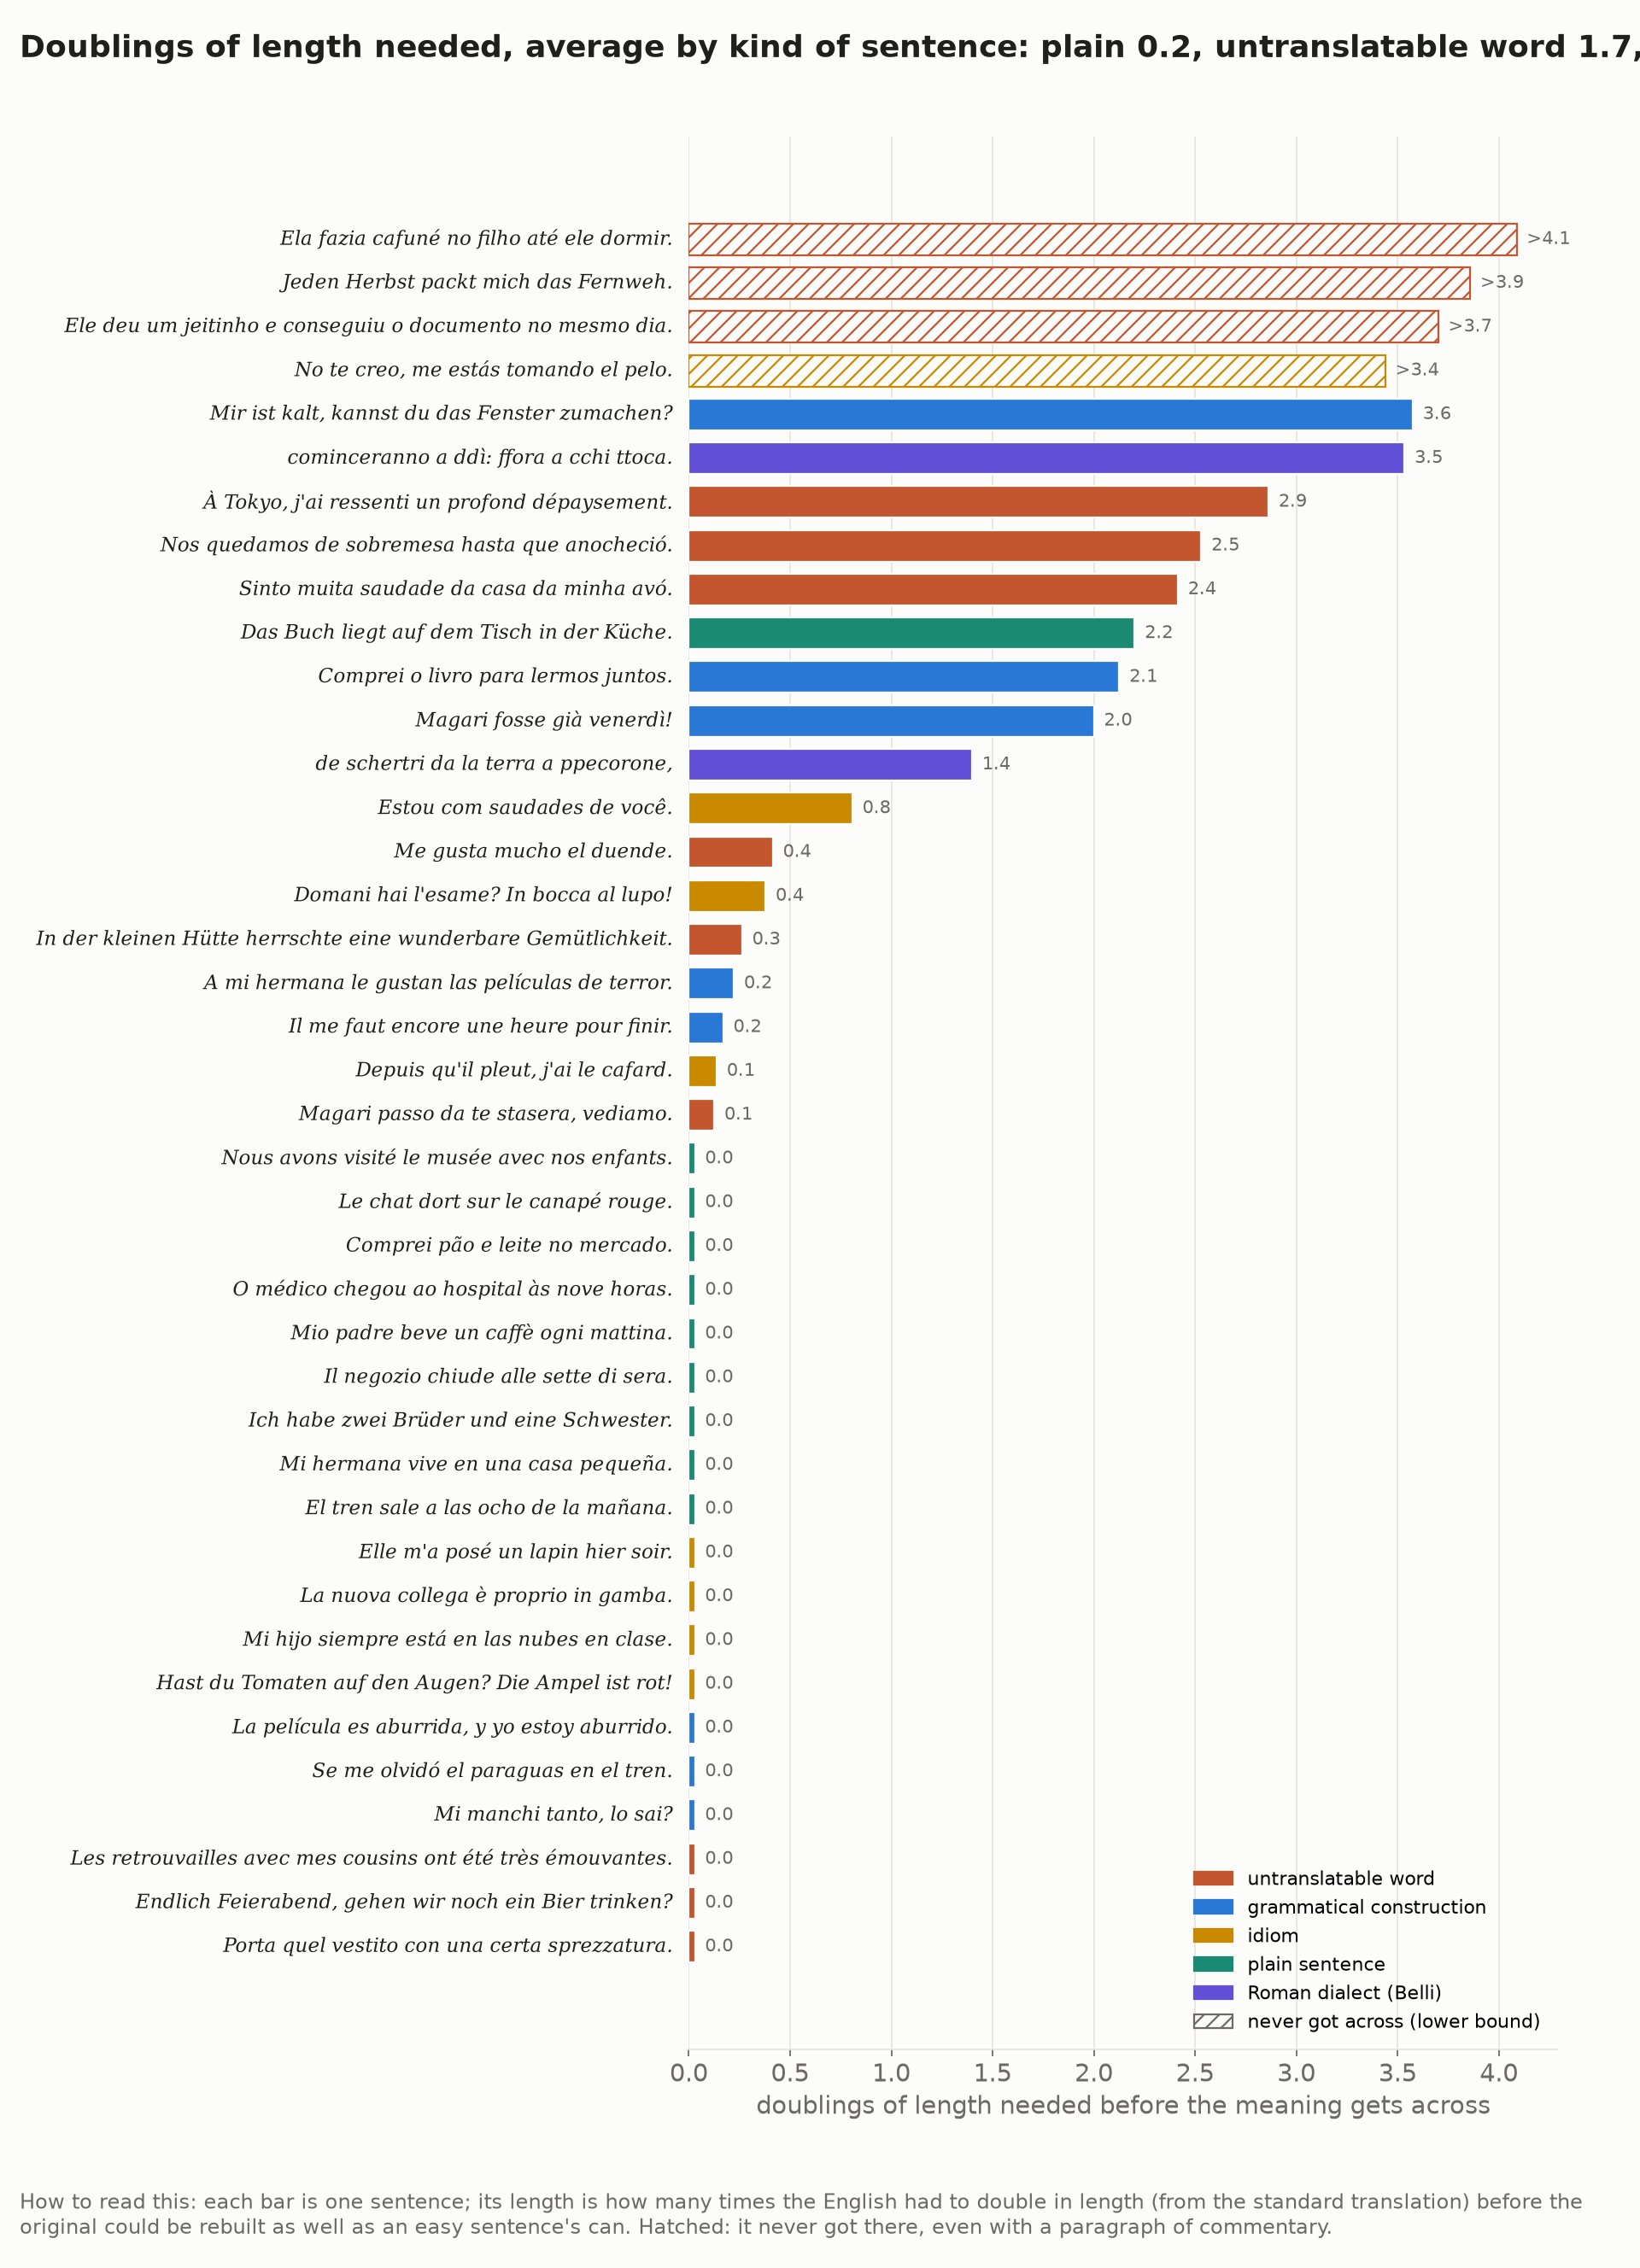 Doublings of length needed, average by kind of sentence: plain 0.2, untranslatable word 1.7,
Ela fazia cafuné no filho até ele dormir. >4.1
Jeden Herbst packt mich das Fernweh. >3.9
Ele deu um jeitinho e conseguiu o documento no mesmo dia. >3.7
No te creo, me estás tomando el pelo. >3.4
Mir ist kalt, kannst du das Fenster zumachen? 3.6
cominceranno a ddì: ffora a cchi ttoca. 3.5
À Tokyo, j'ai ressenti un profond dépaysement. 2.9
Nos quedamos de sobremesa hasta que anocheció. 2.5
Sinto muita saudade da casa da minha avó. 2.4
Das Buch liegt auf dem Tisch in der Küche. 2.2
Comprei o livro para lermos juntos. 2.1
Magari fosse già venerdì! 2.0
de schertri da la terra a ppecorone, 1.4
Estou com saudades de você. 0.8
Me gusta mucho el duende. 0.4
Domani hai l'esame? In bocca al lupo! 0.4
In der kleinen Hütte herrschte eine wunderbare Gemütlichkeit. 0.3
A mi hermana le gustan las películas de terror. 0.2
Il me faut encore une heure pour finir. 0.2
Depuis qu'il pleut, j'ai le cafard. 0.1
Magari passo da te stasera, vediamo. 0.1
Nous avons visité le musée avec nos enfants. 0.0
Le chat dort sur le canapé rouge. 0.0
Comprei pão e leite no mercado. 0.0
O médico chegou ao hospital às nove horas. 0.0
Mio padre beve un caffè ogni mattina. 0.0
Il negozio chiude alle sette di sera. 0.0
Ich habe zwei Brüder und eine Schwester. 0.0
Mi hermana vive en una casa pequeña. 0.0
El tren sale a las ocho de la mañana. 0.0
Elle m'a posé un lapin hier soir. 0.0
La nuova collega è proprio in gamba. 0.0
Mi hijo siempre está en las nubes en clase. 0.0
Hast du Tomaten auf den Augen? Die Ampel ist rot! 0.0
La película es aburrida, y yo estoy aburrido. 0.0
Se me olvidó el paraguas en el tren. 0.0
Mi manchi tanto, lo sai? 0.0
Les retrouvailles avec mes cousins ont été très émouvantes. 0.0
Endlich Feierabend, gehen wir noch ein Bier trinken? 0.0
Porta quel vestito con una certa sprezzatura. 0.0
untranslatable word
grammatical construction
idiom
plain sentence
Roman dialect (Belli)
never got across (lower bound)
0.0 0.5 1.0 1.5 2.0 2.5 3.0 3.5 4.0
doublings of length needed before the meaning gets across
How to read this: each bar is one sentence; its length is how many times the English had to double in length (from the standard translation) before the
original could be rebuilt as well as an easy sentence's can. Hatched: it never got there, even with a paragraph of commentary.